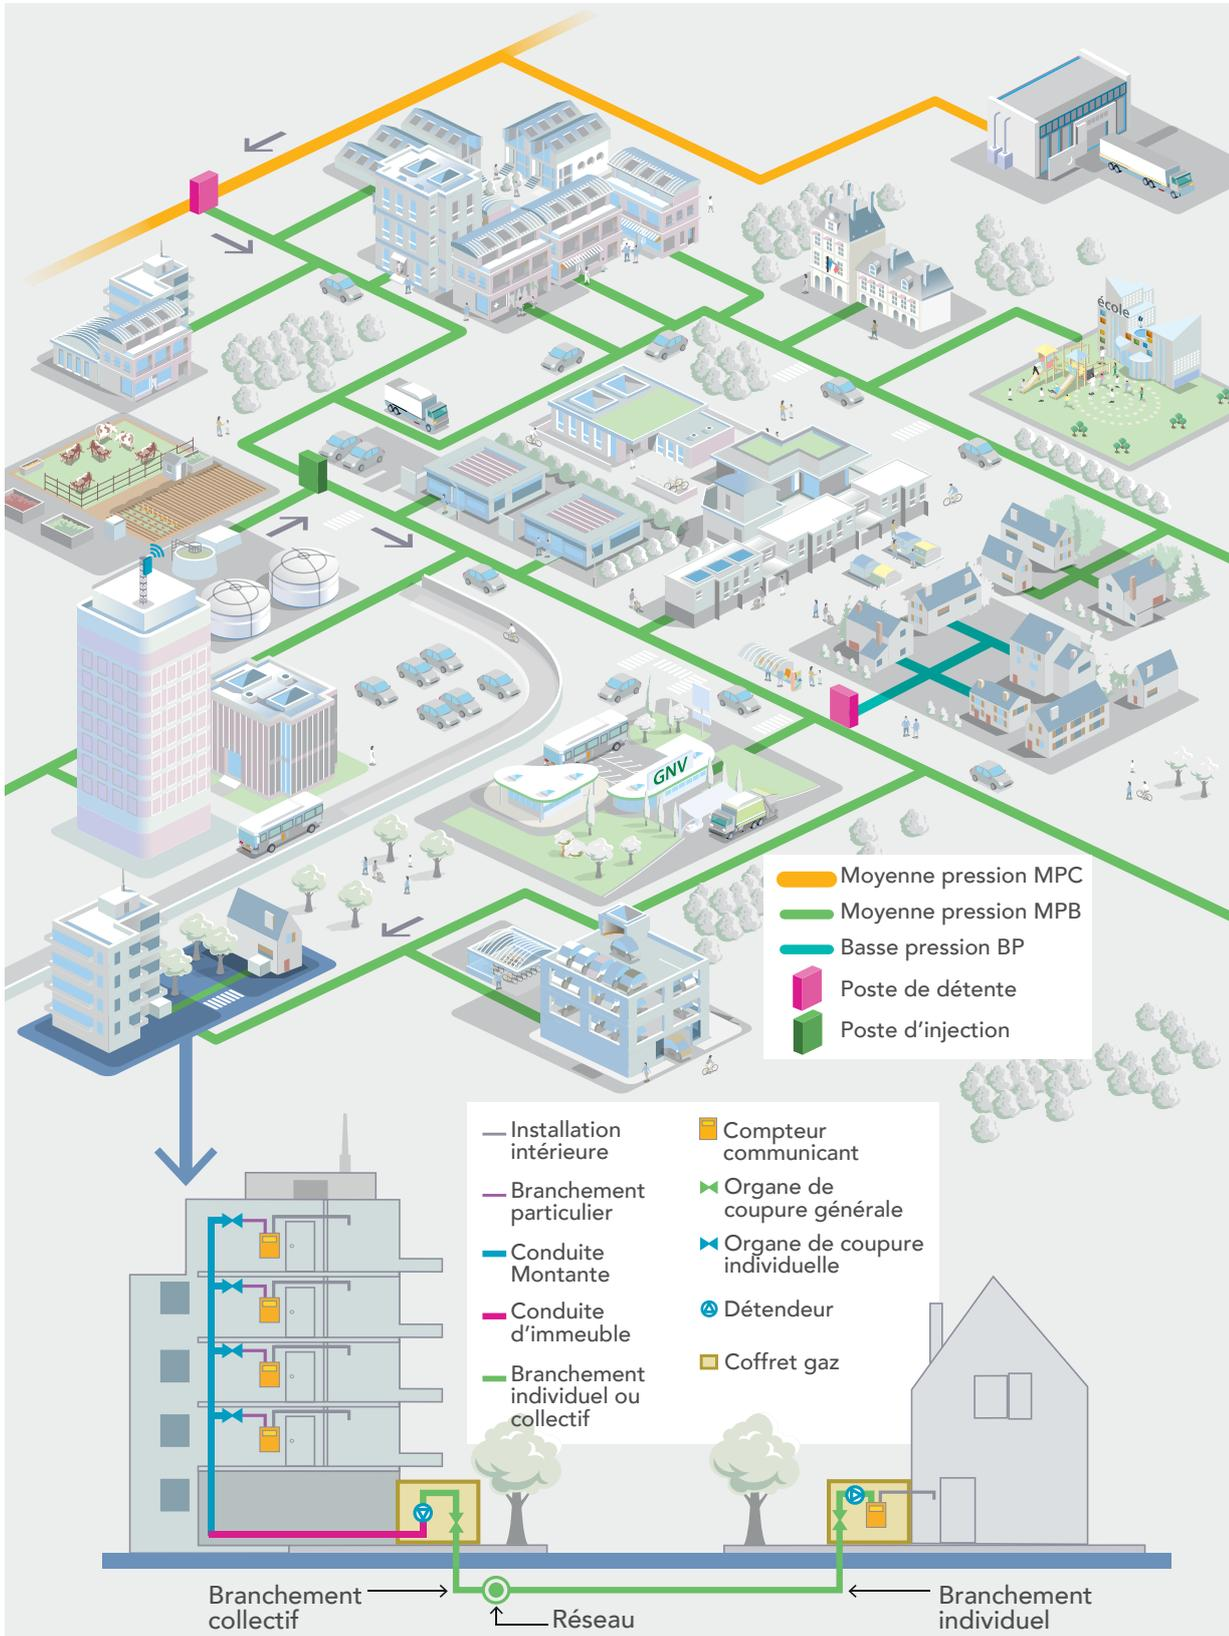 école
GNV
Moyenne pression MPC
Moyenne pression MPB
Basse pression BP
Poste de détente
Poste d'injection
Installation
intérieure
Branchement
particulier
Conduite
Montante
Conduite
d'immeuble
Branchement
individuel ou
collectif
Compteur
communicant
Organe de
coupure générale
Organe de coupure
individuelle
Détendeur
Coffret gaz
Branchement
collectif
Réseau
Branchement
individuel